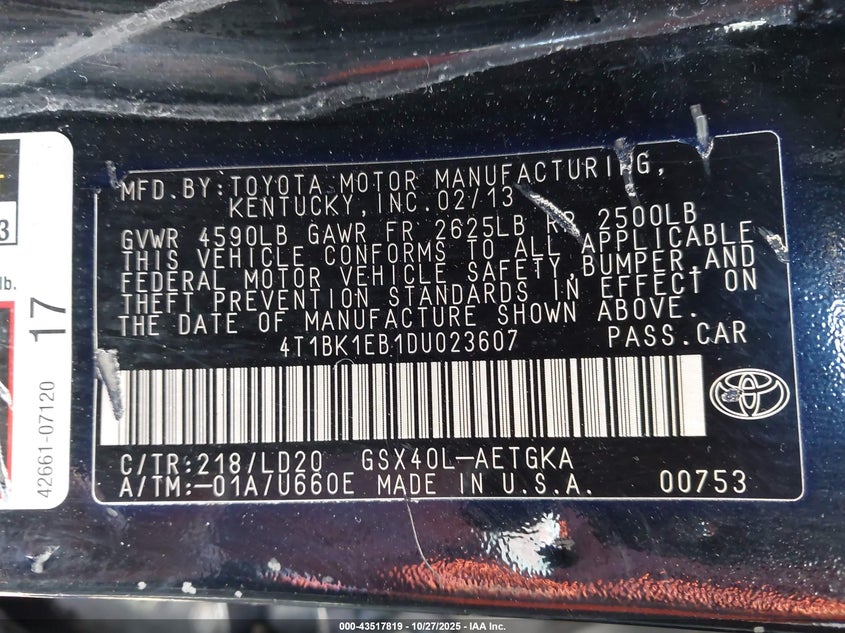 MFD.BY:TOYOTA MOTOR MANUFACTURING,
KENTUCKY,INC.02/13
GVWR 4590LB GAWR FR 2625LB RR 2500LB
THIS VEHICLE CONFORMS TO ALL APPLICABLE
FEDERAL MOTOR VEHICLE SAFETY,BUMPER,AND
THEFT PREVENTION STANDARDS IN EFFECT ON
THE DATE OF MANUFACTURE SHOWN ABOVE.
4T1BK1EB1DU023607 PASS.CAR
C/TR:218/LD20 GSX40L-AETGKA
A/TM:-01A/U660E MADE IN U.S.A. 00753
3
lb.
17
42661-07120
000-43517819 - 10/27/2025 - IAA Inc.